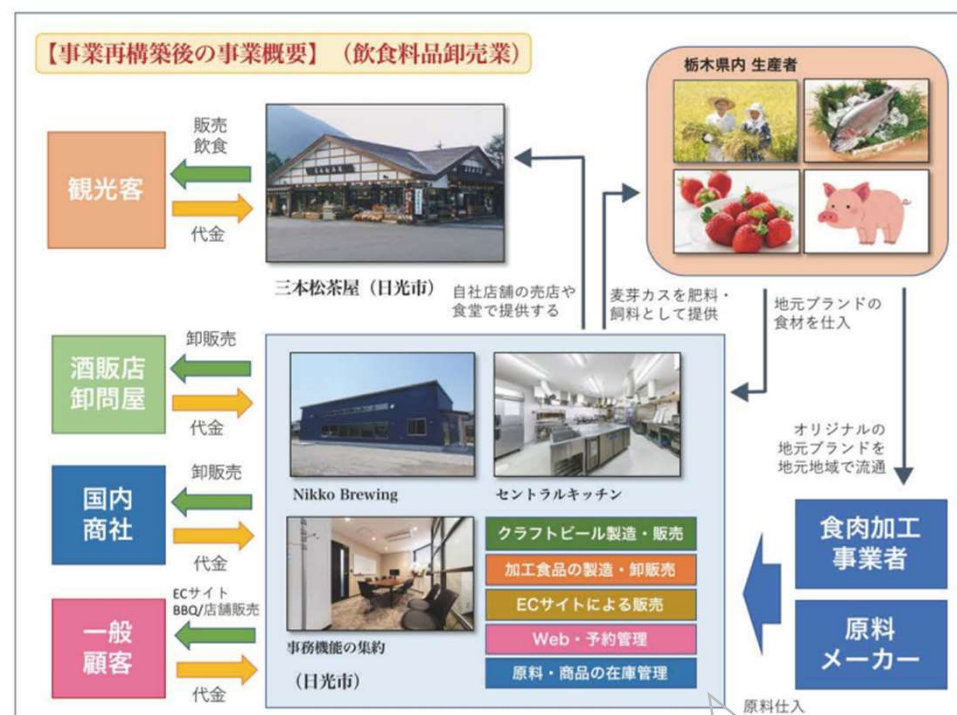 【事業再構築後の事業概要】（飲食料品卸売業）
栃木県内 生産者
販売
飲食
観光客
代金
三本松茶屋（日光市）
自社店舗の売店や
食堂で提供する
麦芽カスを肥料・
飼料として提供
地元ブランドの
食材を仕入
卸販売
酒販店
卸問屋
代金
オリジナルの
地元ブランドを
地元地域で流通
Nikko Brewing
セントラルキッチン
卸販売
国内
商社
代金
クラフトビール製造・販売
加工食品の製造・卸販売
ECサイトによる販売
Web・予約管理
原料・商品の在庫管理
食肉加工
事業者
ECサイト
BBQ/店舗販売
一般
顧客
代金
事務機能の集約
（日光市）
原料
メーカー
原料仕入